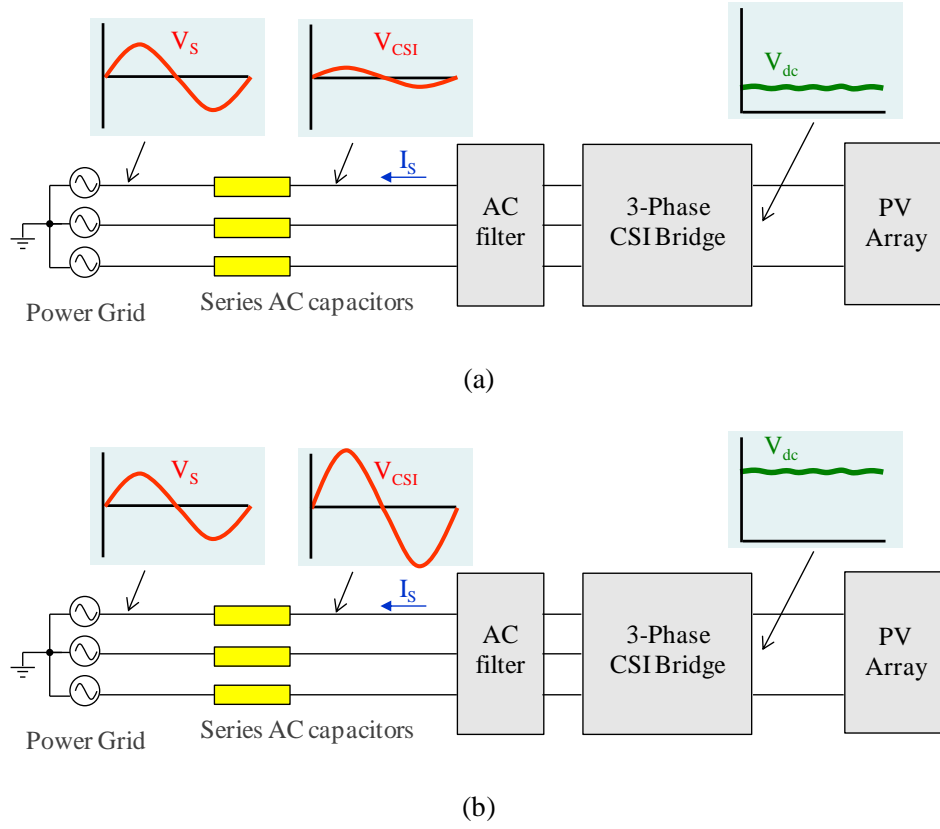 V_S
V_CSI
V_dc
I_S
AC
filter
3-Phase
CSI Bridge
PV
Array
Power Grid
Series AC capacitors
(a)
V_S
V_CSI
V_dc
I_S
AC
filter
3-Phase
CSI Bridge
PV
Array
Power Grid
Series AC capacitors
(b)